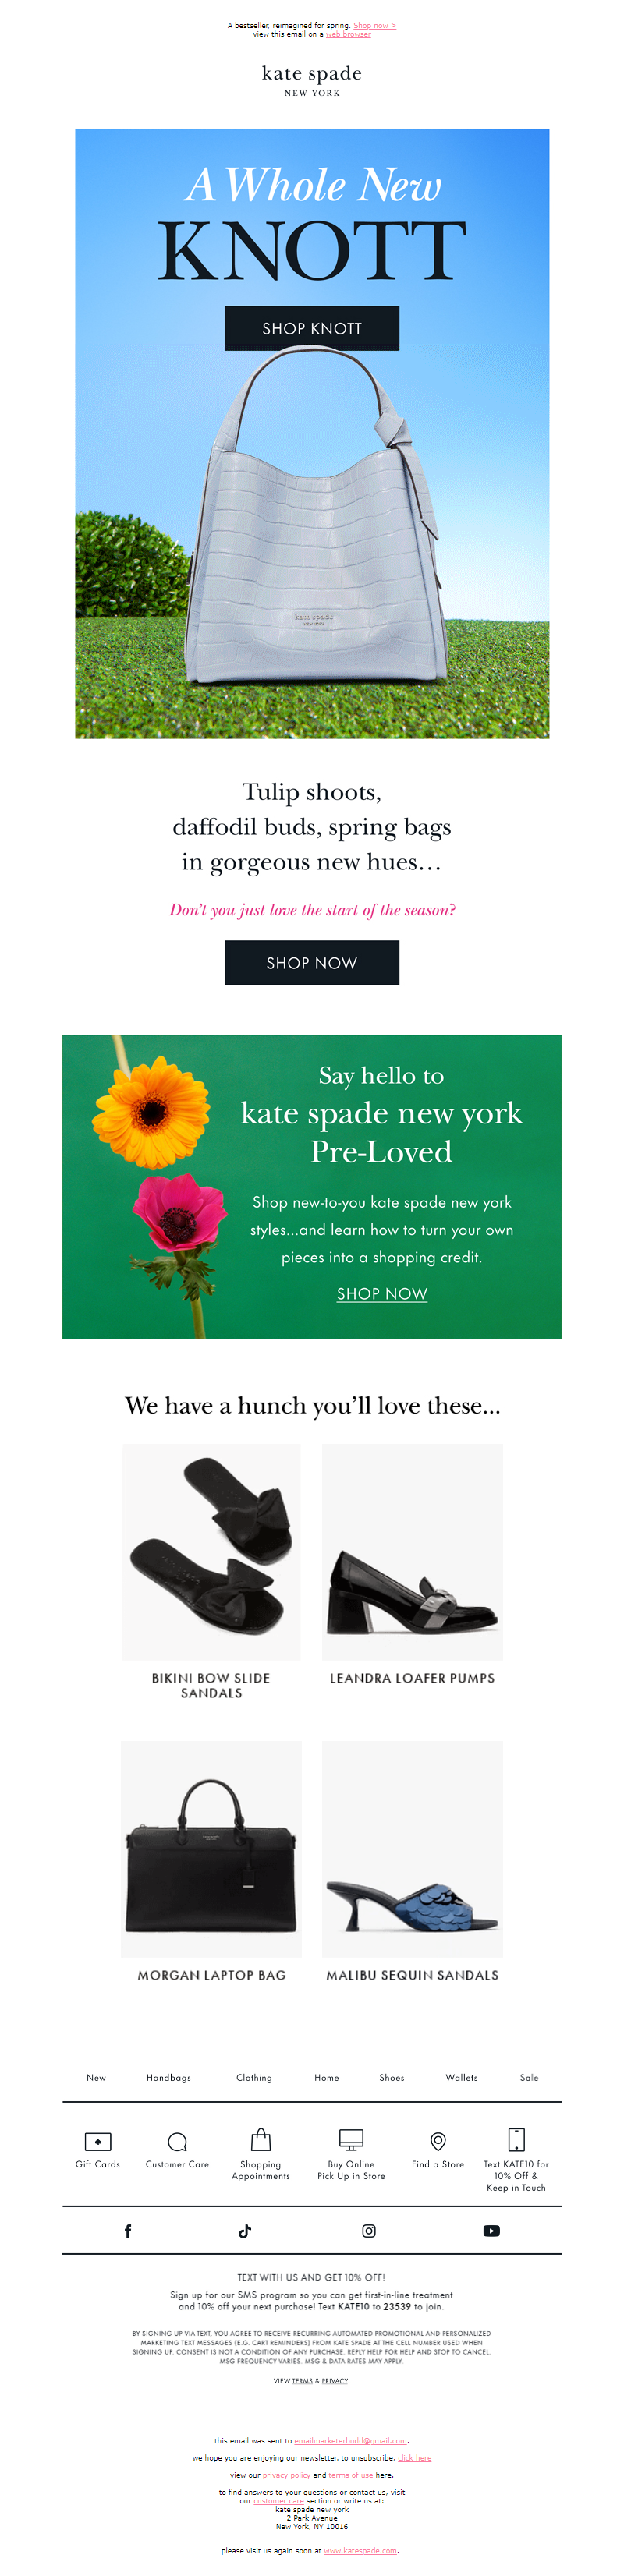 A bestseller, reimagined for spring. Shop now >
view this email on a web browser
kate spade
NEW YORK
A Whole New
KNOTT
SHOP KNOTT
kate spade
NEW YORK
Tulip shoots,
daffodil buds, spring bags
in gorgeous new hues...
Don't you just love the start of the season?
SHOP NOW
Say hello to
kate spade new york
Pre-Loved
Shop new-to-you kate spade new york
styles...and learn how to turn your own
pieces into a shopping credit.
SHOP NOW
We have a hunch you'll love these...
BIKINI BOW SLIDE
SANDALS
LEANDRA LOAFER PUMPS
MORGAN LAPTOP BAG
MALIBU SEQUIN SANDALS
New Handbags Clothing Home Shoes Wallets Sale
Gift Cards
Customer Care
Shopping
Appointments
Buy Online
Pick Up in Store
Find a Store
Text KATE10 for
10% Off &
Keep in Touch
TEXT WITH US AND GET 10% OFF!
Sign up for our SMS program so you can get first-in-line treatment
and 10% off your next purchase! Text KATE10 to 23539 to join.
BY SIGNING UP VIA TEXT, YOU AGREE TO RECEIVE RECURRING AUTOMATED PROMOTIONAL AND PERSONALIZED
MARKETING TEXT MESSAGES (E.G. CART REMINDERS) FROM KATE SPADE AT THE CELL NUMBER USED WHEN
SIGNING UP. CONSENT IS NOT A CONDITION OF ANY PURCHASE. REPLY HELP FOR HELP AND STOP TO CANCEL.
MSG FREQUENCY VARIES. MSG & DATA RATES MAY APPLY.
VIEW TERMS & PRIVACY.
this email was sent to emailmarketerbudd@gmail.com.
we hope you are enjoying our newsletter. to unsubscribe, click here
view our privacy policy and terms of use here.
to find answers to your questions or contact us, visit
our customer care section or write us at:
kate spade new york
2 Park Avenue
New York, NY 10016
please visit us again soon at www.katespade.com.